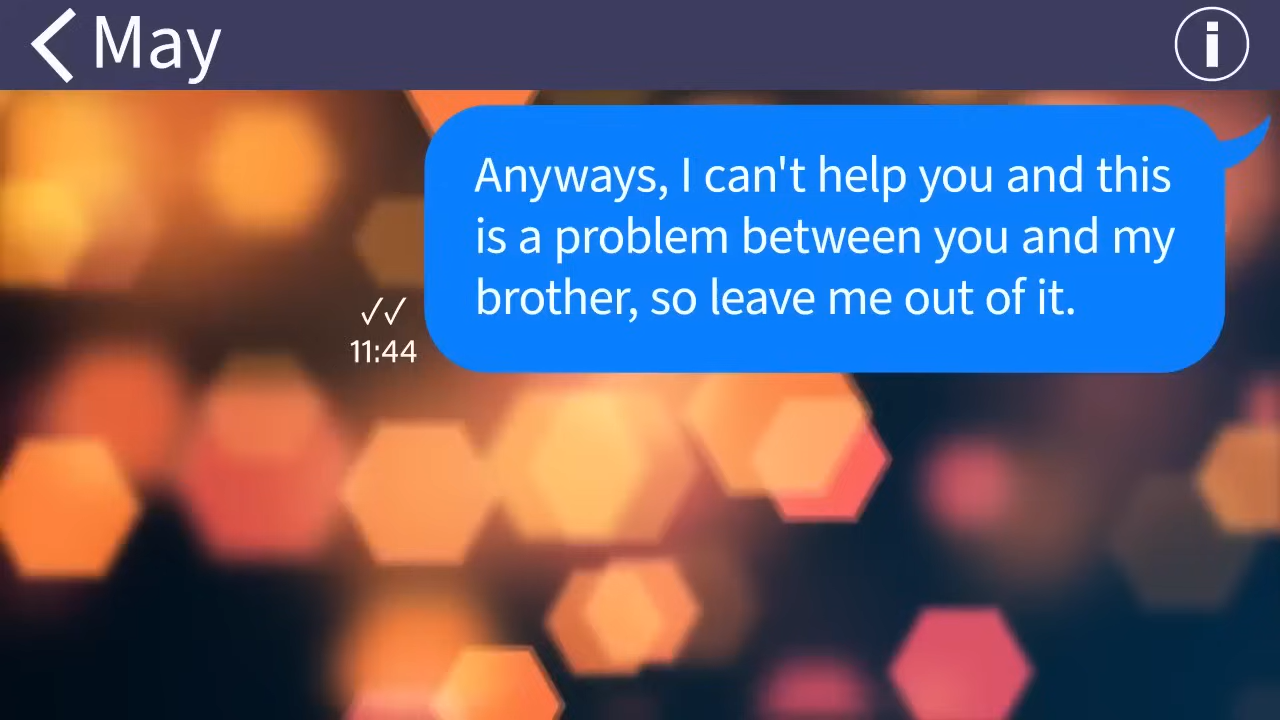 May
Anyways, I can't help you and this
is a problem between you and my
brother, so leave me out of it.
✓✓
11:44